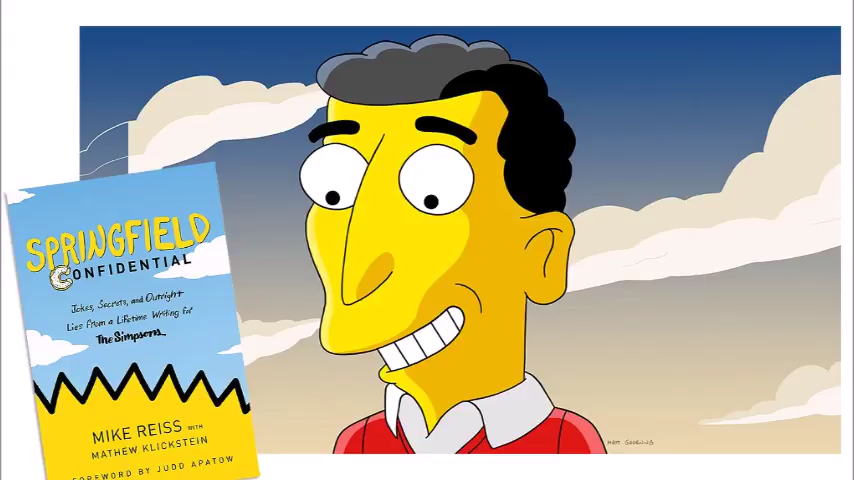 SPRINGFIELD
CONFIDENTIAL
Jokes, Secrets, and Outright
Lies from a Lifetime Writing for
The Simpsons
MIKE REISS WITH
MATHEW KLICKSTEIN
FOREWORD BY JUDD APATOW